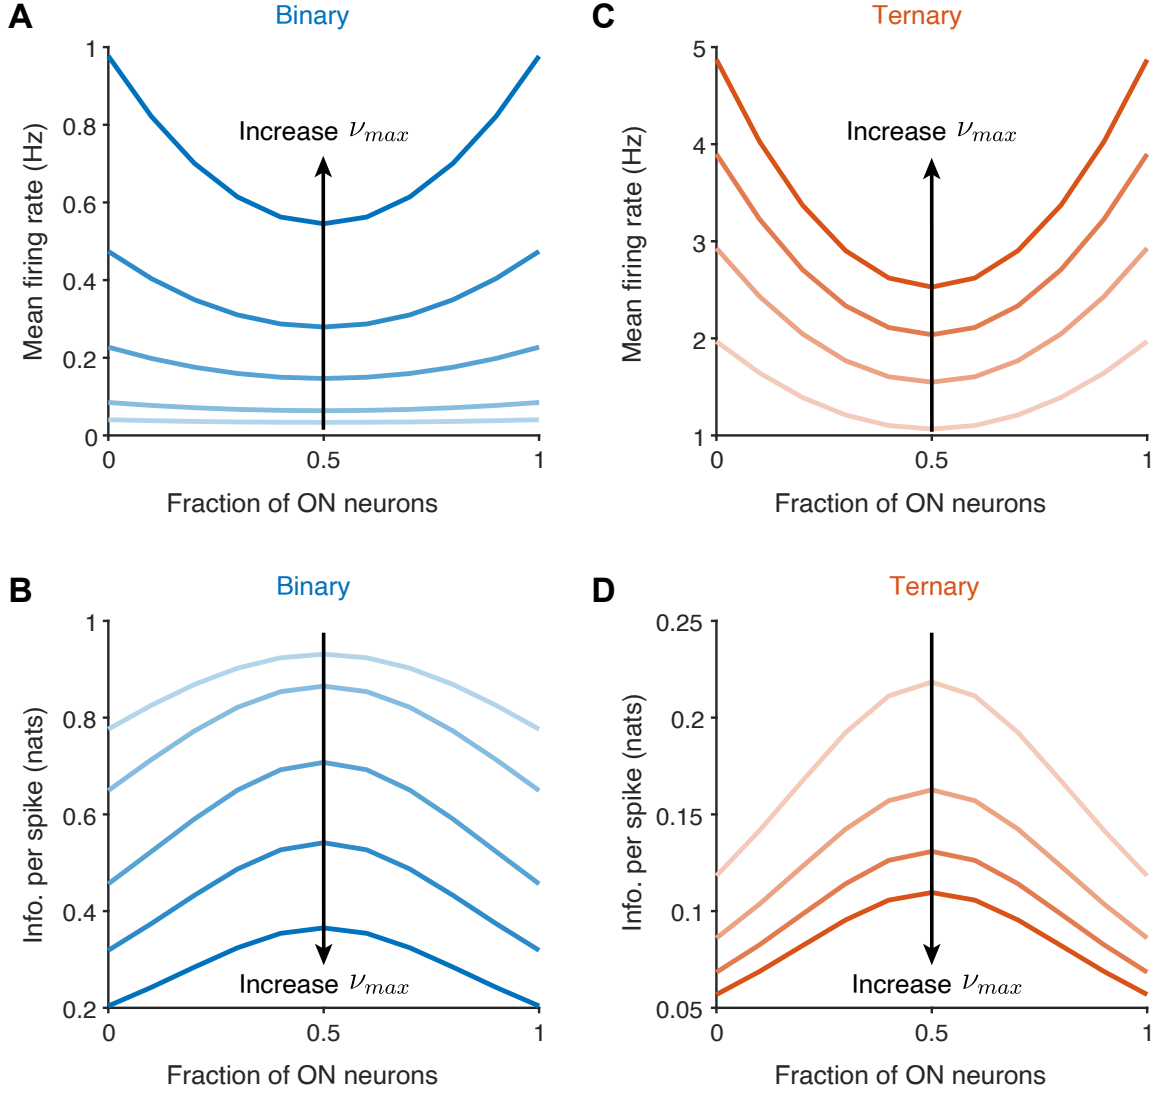 A
Binary
Mean firing rate (Hz)
1
0.8
0.6
0.4
0.2
0
Increase ν_max
0
0.5
1
Fraction of ON neurons
C
Ternary
Mean firing rate (Hz)
5
4
3
2
1
Increase ν_max
0
0.5
1
Fraction of ON neurons
B
Binary
Info. per spike (nats)
1
0.8
0.6
0.4
0.2
Increase ν_max
0
0.5
1
Fraction of ON neurons
D
Ternary
Info. per spike (nats)
0.25
0.2
0.15
0.1
0.05
Increase ν_max
0
0.5
1
Fraction of ON neurons